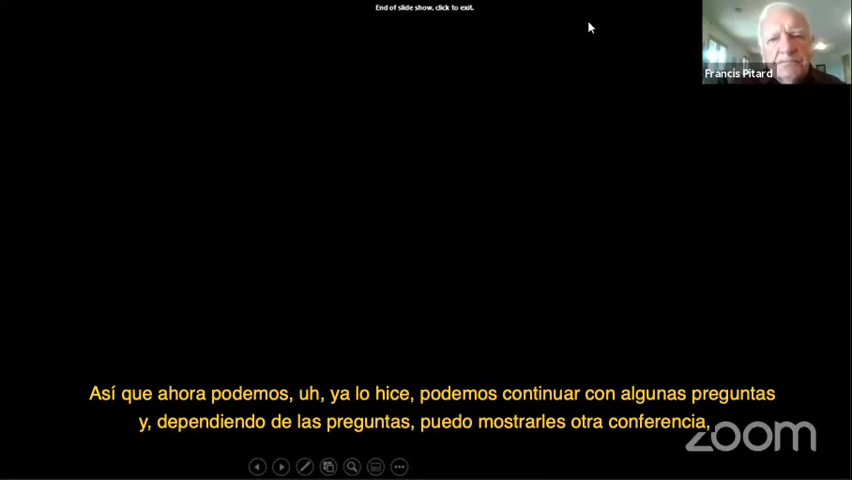 End of slide show, click to exit.
Francis Pitard
Así que ahora podemos, uh, ya lo hice, podemos continuar con algunas preguntas
y, dependiendo de las preguntas, puedo mostrarles otra conferencia,
zoom